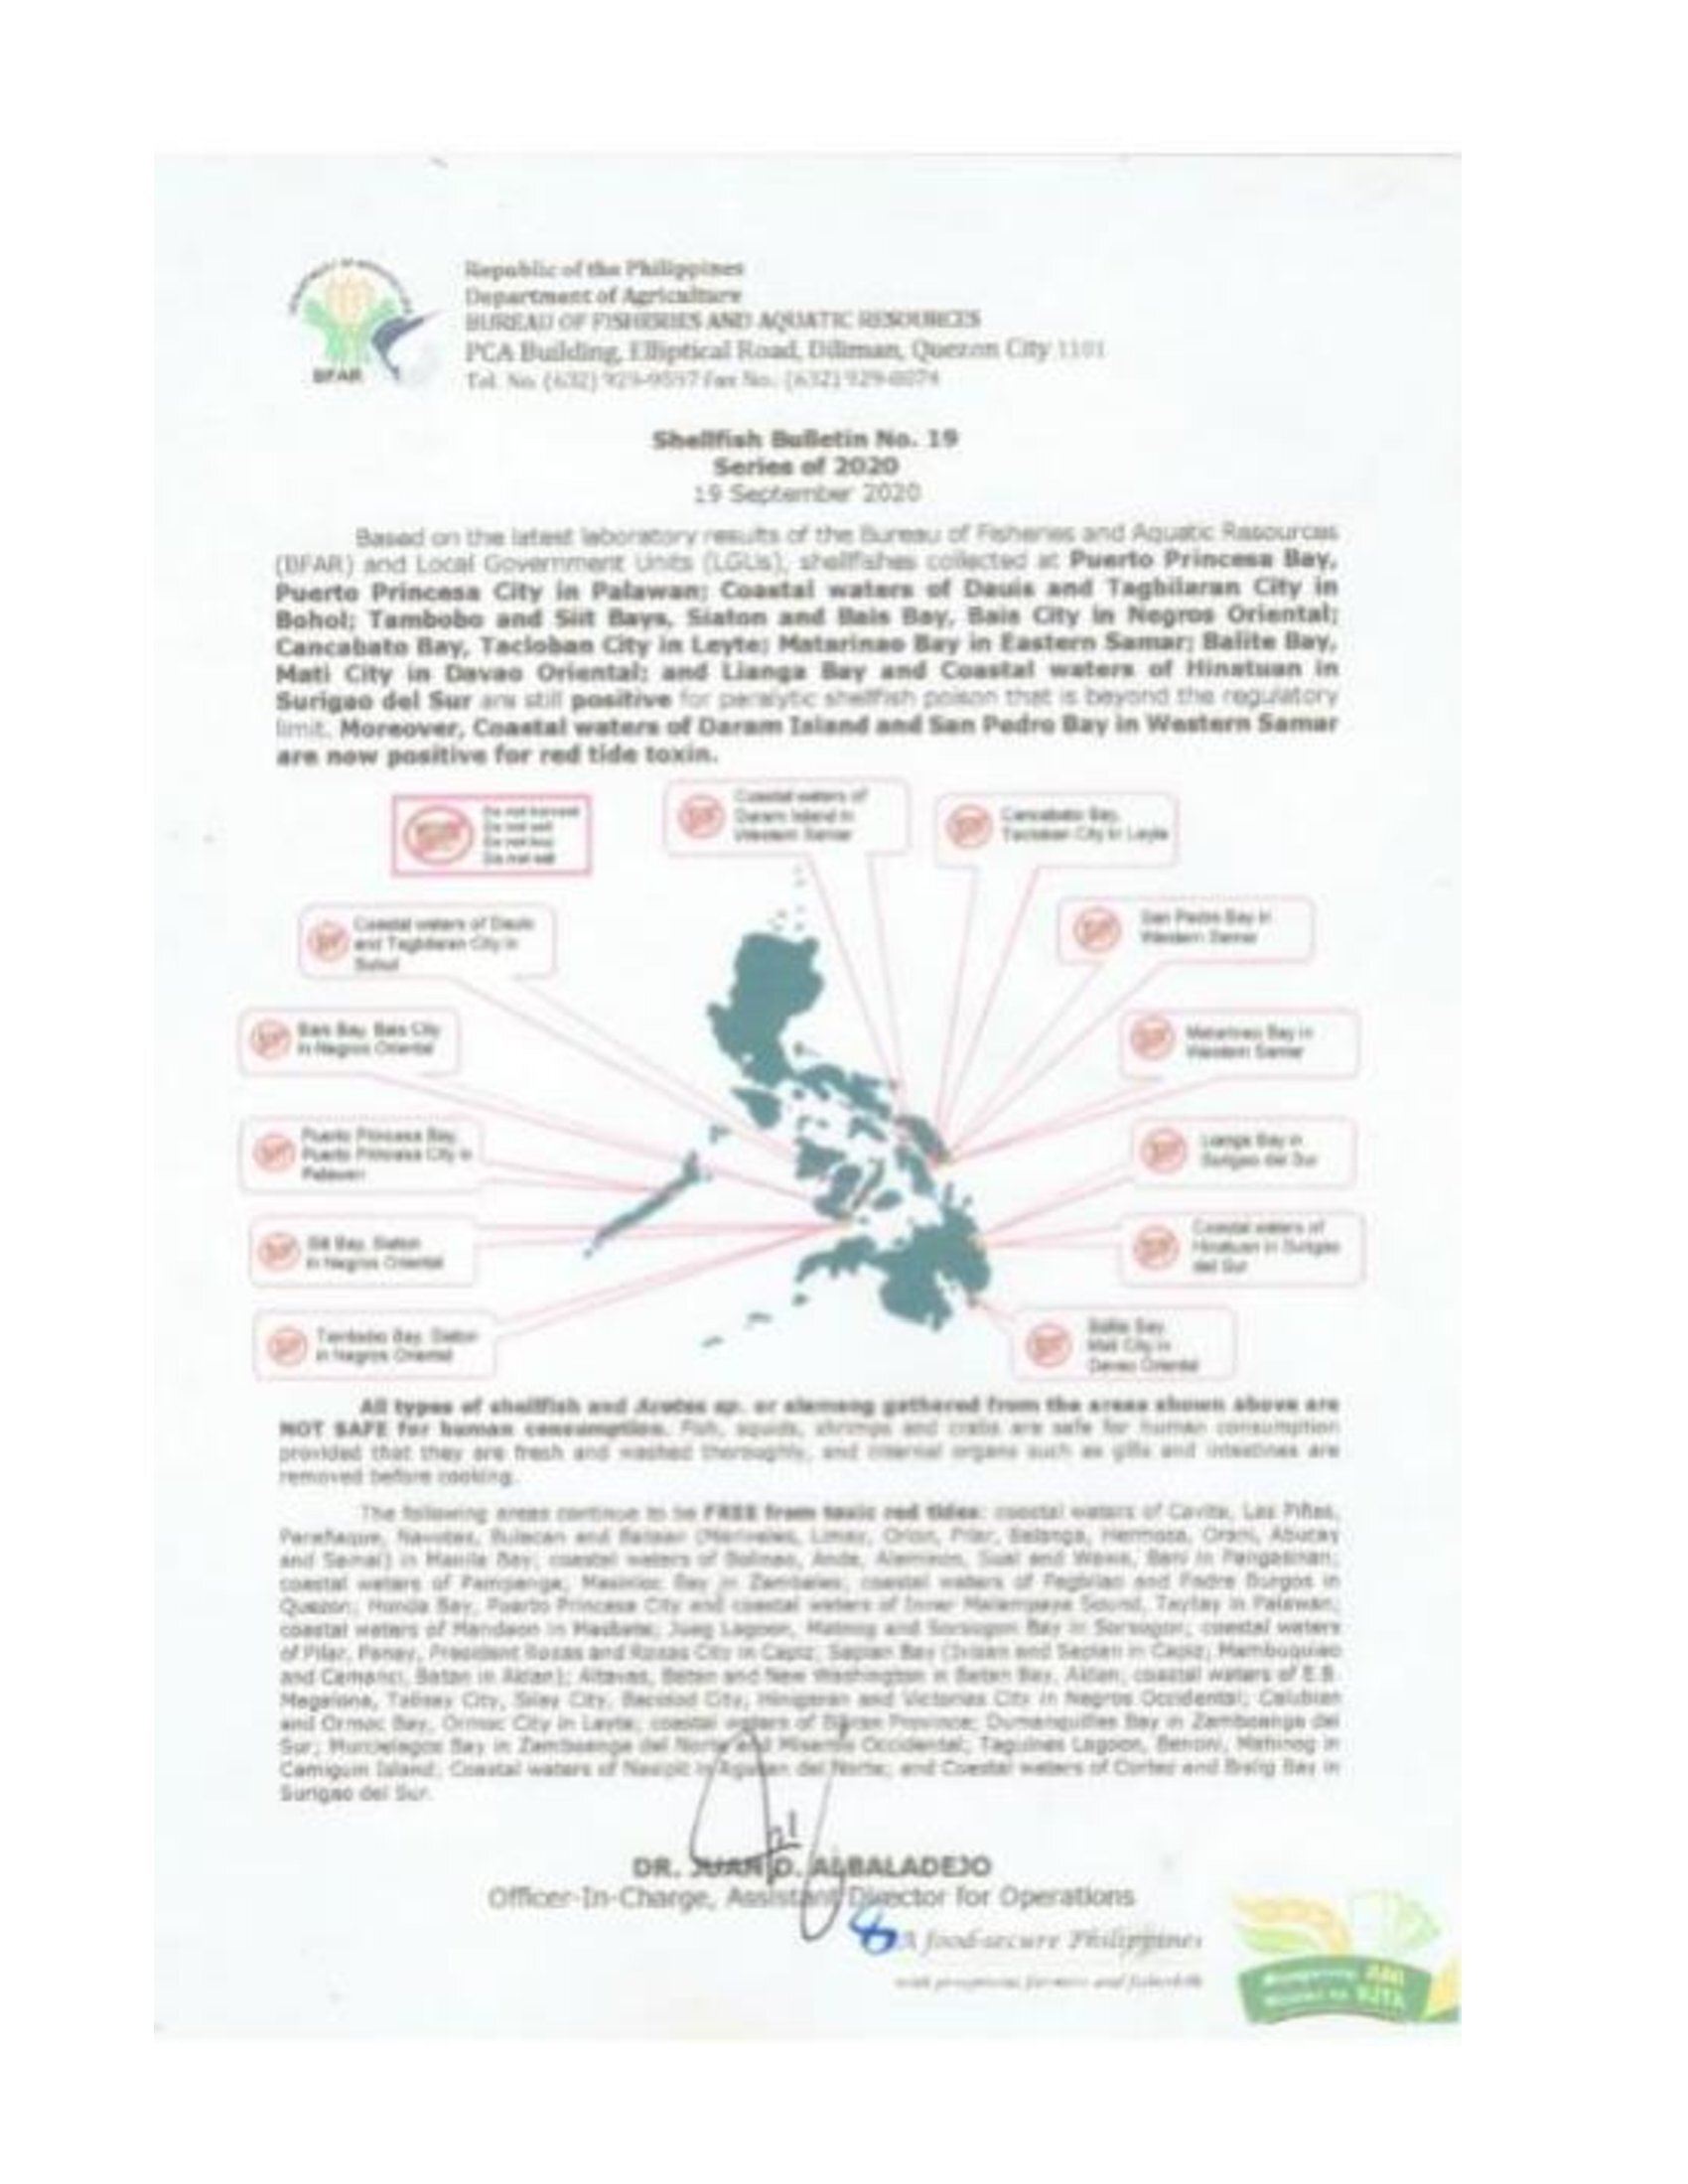 BFAR
Republic of the Philippines
Department of Agriculture
BUREAU OF FISHERIES AND AQUATIC RESOURCES
PCA Building, Elliptical Road, Diliman, Quezon City 1101
Tel. No. (632) Fax No.: (632)
Shellfish Bulletin No. 19
Series of 2020
19 September 2020
Based on the latest laboratory results of the Bureau of Fisheries and Aquatic Resources
(BFAR) and Local Government Units (LGUs), shellfishes collected at Puerto Princesa Bay,
Puerto Princesa City in Palawan; Coastal waters of Dauis and Tagbilaran City in
Bohol; Tambobo and Siit Bays, Siaton and Bais Bay, Bais City in Negros Oriental;
Cancabato Bay, Tacloban City in Leyte; Matarinao Bay in Eastern Samar; Balite Bay,
Mati City in Davao Oriental; and Lianga Bay and Coastal waters of Hinatuan in
Surigao del Sur are still positive for paralytic shellfish poison that is beyond the regulatory
limit. Moreover, Coastal waters of Daram Island and San Pedro Bay in Western Samar
are now positive for red tide toxin.
Do not harvest
Do not sell
Do not buy
Do not eat
Coastal waters of
Daram Island in
Western Samar
Cancabato Bay,
Tacloban City in Leyte
Coastal waters of Dauis
and Tagbilaran City in
Bohol
San Pedro Bay in
Western Samar
Bais Bay, Bais City
in Negros Oriental
Matarinao Bay in
Western Samar
Puerto Princesa Bay,
Puerto Princesa City in
Palawan
Lianga Bay in
Surigao del Sur
Siit Bay, Siaton
in Negros Oriental
Coastal waters of
Hinatuan in Surigao
del Sur
Tambobo Bay, Siaton
in Negros Oriental
Balite Bay,
Mati City in
Davao Oriental
All types of shellfish and Acetes sp. or alamang gathered from the areas shown above are
NOT SAFE for human consumption. Fish, squids, shrimps and crabs are safe for human consumption
provided that they are fresh and washed thoroughly, and internal organs such as gills and intestines are
removed before cooking.
The following areas continue to be FREE from toxic red tides: coastal waters of Cavite, Las Piñas,
Parañaque, Navotas, Bulacan and Bataan (Mariveles, Limay, Orion, Pilar, Balanga, Hermosa, Orani, Abucay
and Samal) in Manila Bay; coastal waters of Bolinao, Anda, Alaminos, Sual and Wawa, Bani in Pangasinan;
coastal waters of Pampanga; Masinloc Bay in Zambales; coastal waters of Pagbilao and Padre Burgos in
Quezon; Honda Bay, Puerto Princesa City and coastal waters of Inner Malampaya Sound, Taytay in Palawan;
coastal waters of Mandaon in Masbate; Juag Lagoon, Matnog and Sorsogon Bay in Sorsogon; coastal waters
of Pilar, Panay, President Roxas and Roxas City in Capiz; Sapian Bay (Ivisan and Sapian in Capiz; Mambuquiao
and Camanci, Batan in Aklan); Altavas, Batan and New Washington in Batan Bay, Aklan; coastal waters of E.B.
Magalona, Talisay City, Silay City, Bacolod City, Hinigaran and Victorias City in Negros Occidental; Calubian
and Ormoc Bay, Ormoc City in Leyte; coastal waters of Biliran Province; Dumanquillas Bay in Zamboanga del
Sur; Murcielagos Bay in Zamboanga del Norte and Misamis Occidental; Taguines Lagoon, Benoni, Mahinog in
Camiguin Island; Coastal waters of Nasipit in Agusan del Norte; and Coastal waters of Cortes and Bislig Bay in
Surigao del Sur.
DR. JUAN D. ALBALADEJO
Officer-In-Charge, Assistant Director for Operations
A food-secure Philippines
with prosperous farmers and fisherfolk
Masaganang ANI
Mataas na KITA